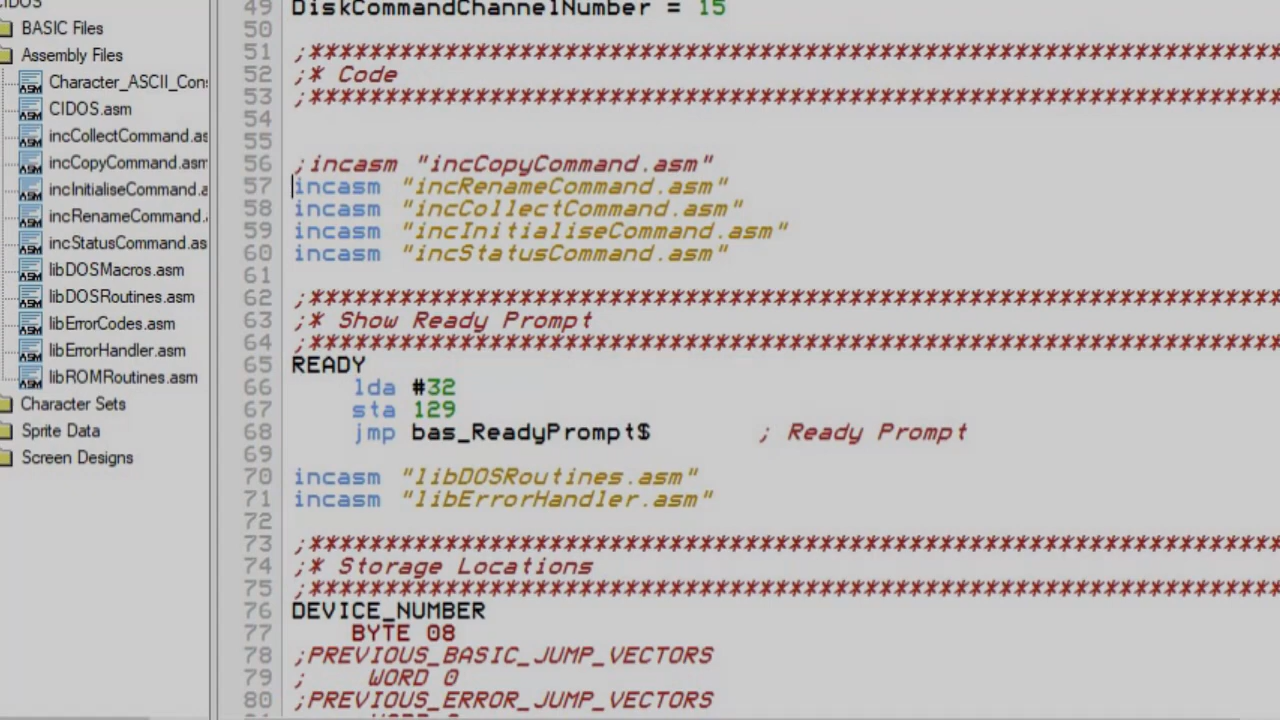 CIDOS
BASIC Files
Assembly Files
Character_ASCII_Cons
CIDOS.asm
incCollectCommand.as
incCopyCommand.asm
incInitialiseCommand.a
incRenameCommand.
incStatusCommand.as
libDOSMacros.asm
libDOSRoutines.asm
libErrorCodes.asm
libErrorHandler.asm
libROMRoutines.asm
Character Sets
Sprite Data
Screen Designs
49 DiskCommandChannelNumber = 15
50
51 ;******************************************************************
52 ;* Code
53 ;******************************************************************
54
55
56 ;incasm "incCopyCommand.asm"
57 incasm "incRenameCommand.asm"
58 incasm "incCollectCommand.asm"
59 incasm "incInitialiseCommand.asm"
60 incasm "incStatusCommand.asm"
61
62 ;******************************************************************
63 ;* Show Ready Prompt
64 ;******************************************************************
65 READY
66 lda #32
67 sta 129
68 jmp bas_ReadyPrompt$ ; Ready Prompt
69
70 incasm "libDOSRoutines.asm"
71 incasm "libErrorHandler.asm"
72
73 ;******************************************************************
74 ;* Storage Locations
75 ;******************************************************************
76 DEVICE_NUMBER
77 BYTE 08
78 ;PREVIOUS_BASIC_JUMP_VECTORS
79 ; WORD 0
80 ;PREVIOUS_ERROR_JUMP_VECTORS